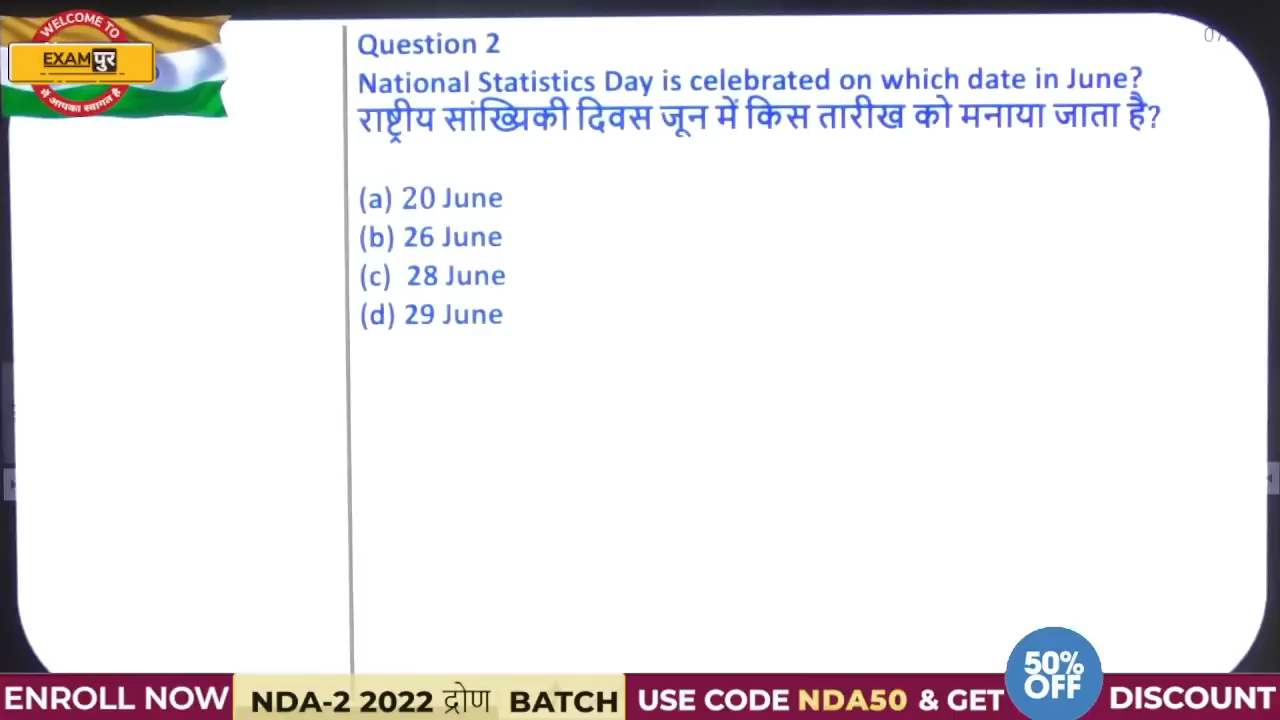 WELCOME TO
EXAMपुर
में आपका स्वागत है
Question 2
National Statistics Day is celebrated on which date in June?
राष्ट्रीय सांख्यिकी दिवस जून में किस तारीख को मनाया जाता है?
(a) 20 June
(b) 26 June
(c) 28 June
(d) 29 June
ENROLL NOW NDA-2 2022 द्रोण BATCH USE CODE NDA50 & GET 50% OFF DISCOUNT